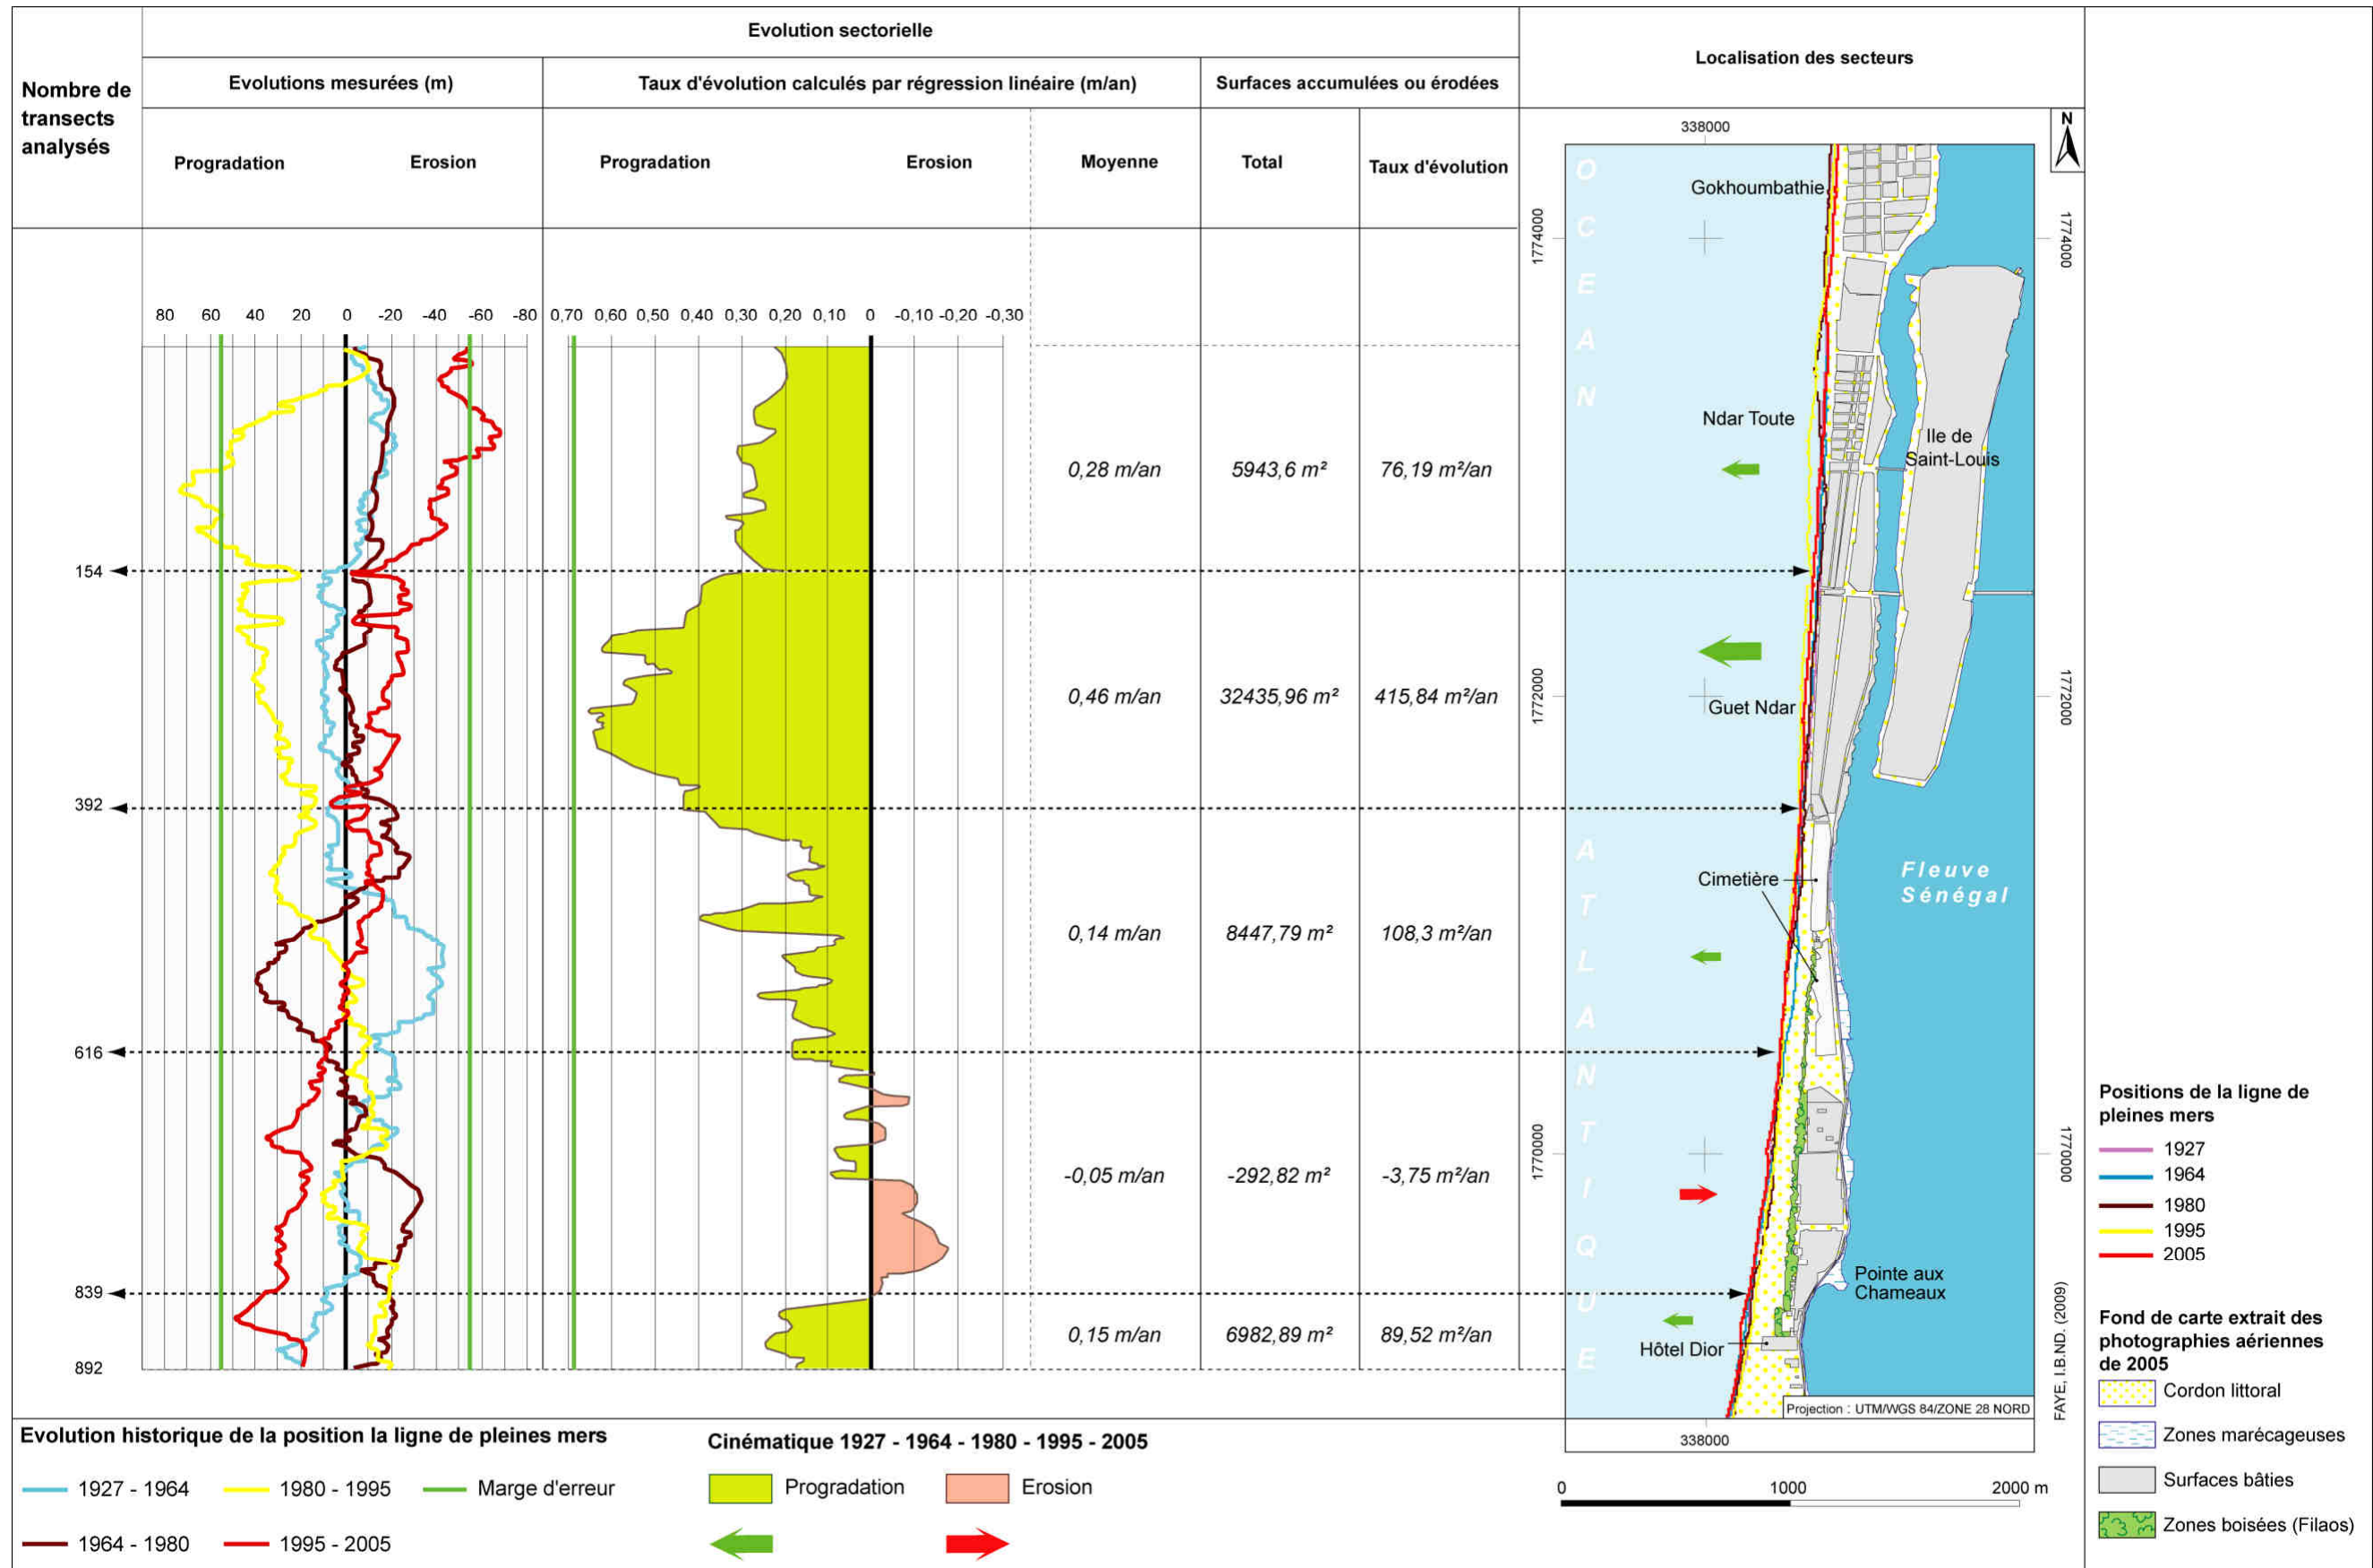 Evolution sectorielle
Nombre de
transects
analysés
Evolutions mesurées (m)
Taux d'évolution calculés par régression linéaire (m/an)
Surfaces accumulées ou érodées
Localisation des secteurs
Progradation
Erosion
Progradation
Erosion
Moyenne
Total
Taux d'évolution
80 60 40 20 0 -20 -40 -60 -80
0,70 0,60 0,50 0,40 0,30 0,20 0,10 0 -0,10 -0,20 -0,30
154
392
616
839
892
0,28 m/an 5943,6 m² 76,19 m²/an
0,46 m/an 32435,96 m² 415,84 m²/an
0,14 m/an 8447,79 m² 108,3 m²/an
-0,05 m/an -292,82 m² -3,75 m²/an
0,15 m/an 6982,89 m² 89,52 m²/an
338000
N
1774000
1774000
1772000
1772000
1770000
1770000
OCEAN
ATLANTIQUE
Gokhoumbathie
Ndar Toute
Ile de
Saint-Louis
Guet Ndar
Cimetière
Fleuve
Sénégal
Pointe aux
Chameaux
Hôtel Dior
Projection : UTM/WGS 84/ZONE 28 NORD
338000
0 1000 2000 m
FAYE, I.B.ND. (2009)
Positions de la ligne de
pleines mers
1927
1964
1980
1995
2005
Fond de carte extrait des
photographies aériennes
de 2005
Cordon littoral
Zones marécageuses
Surfaces bâties
Zones boisées (Filaos)
Evolution historique de la position la ligne de pleines mers
1927 - 1964
1980 - 1995
Marge d'erreur
1964 - 1980
1995 - 2005
Cinématique 1927 - 1964 - 1980 - 1995 - 2005
Progradation
Erosion